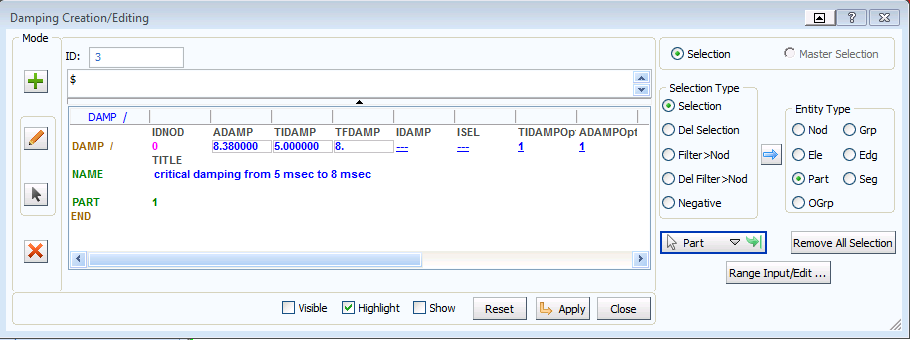 Damping Creation/Editing
Mode
ID: 3
$
DAMP /
IDNOD ADAMP TIDAMP TFDAMP IDAMP ISEL TIDAMPOp ADAMPOpt
DAMP / 0 8.380000 5.000000 8. --- --- 1 1
TITLE
NAME critical damping from 5 msec to 8 msec
PART 1
END
Visible Highlight Show Reset Apply Close
Selection Master Selection
Selection Type
Selection
Del Selection
Filter>Nod
Del Filter>Nod
Negative
Entity Type
Nod Grp
Ele Edg
Part Seg
OGrp
Part Remove All Selection
Range Input/Edit ...